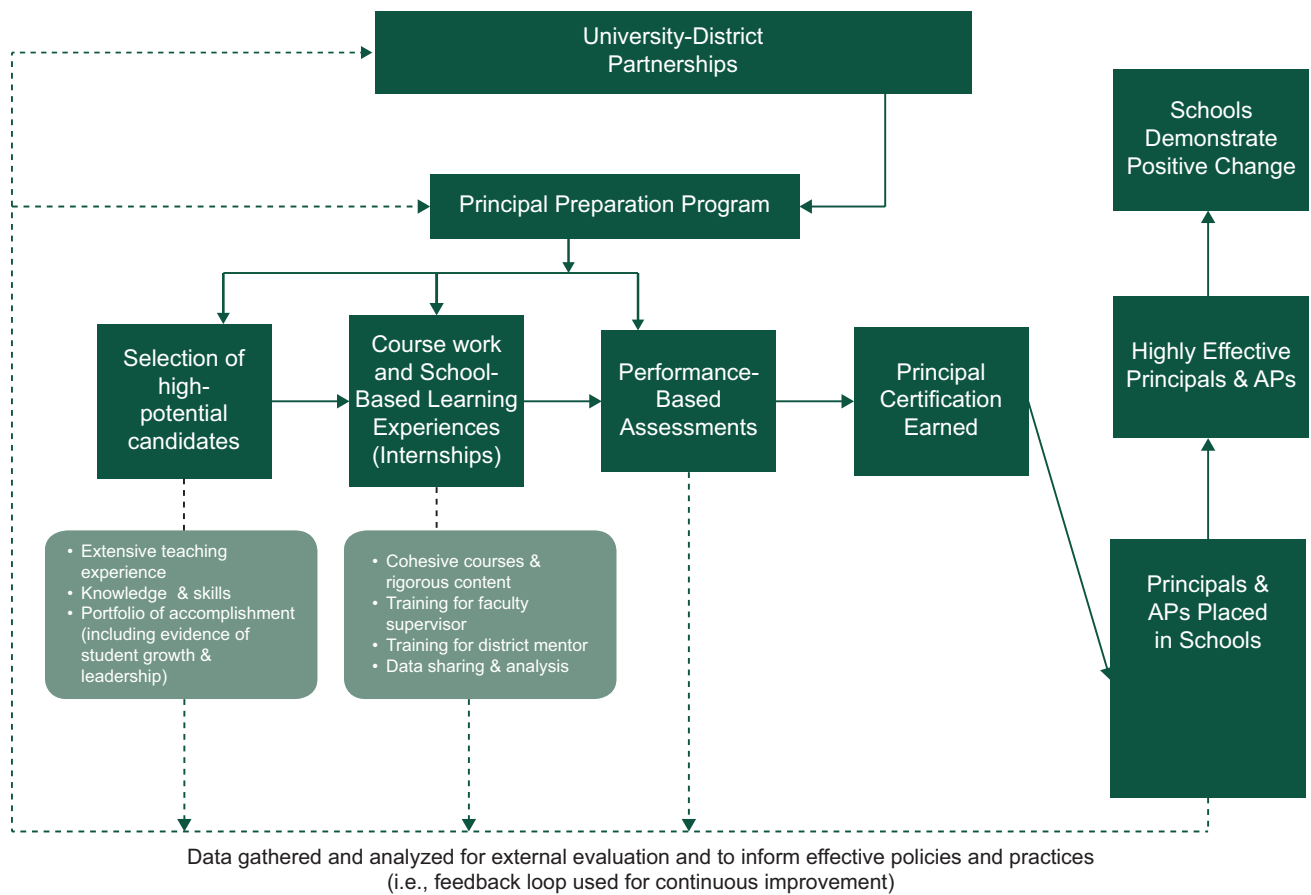 University-District
Partnerships
Schools
Demonstrate
Positive Change
Principal Preparation Program
Selection of
high-
potential
candidates
Course work
and School-
Based Learning
Experiences
(Internships)
Performance-
Based
Assessments
Principal
Certification
Earned
Highly Effective
Principals & APs
• Extensive teaching
experience
• Knowledge & skills
• Portfolio of accomplishment
(including evidence of
student growth &
leadership)
• Cohesive courses &
rigorous content
• Training for faculty
supervisor
• Training for district mentor
• Data sharing & analysis
Principals &
APs Placed
in Schools
Data gathered and analyzed for external evaluation and to inform effective policies and practices
(i.e., feedback loop used for continuous improvement)